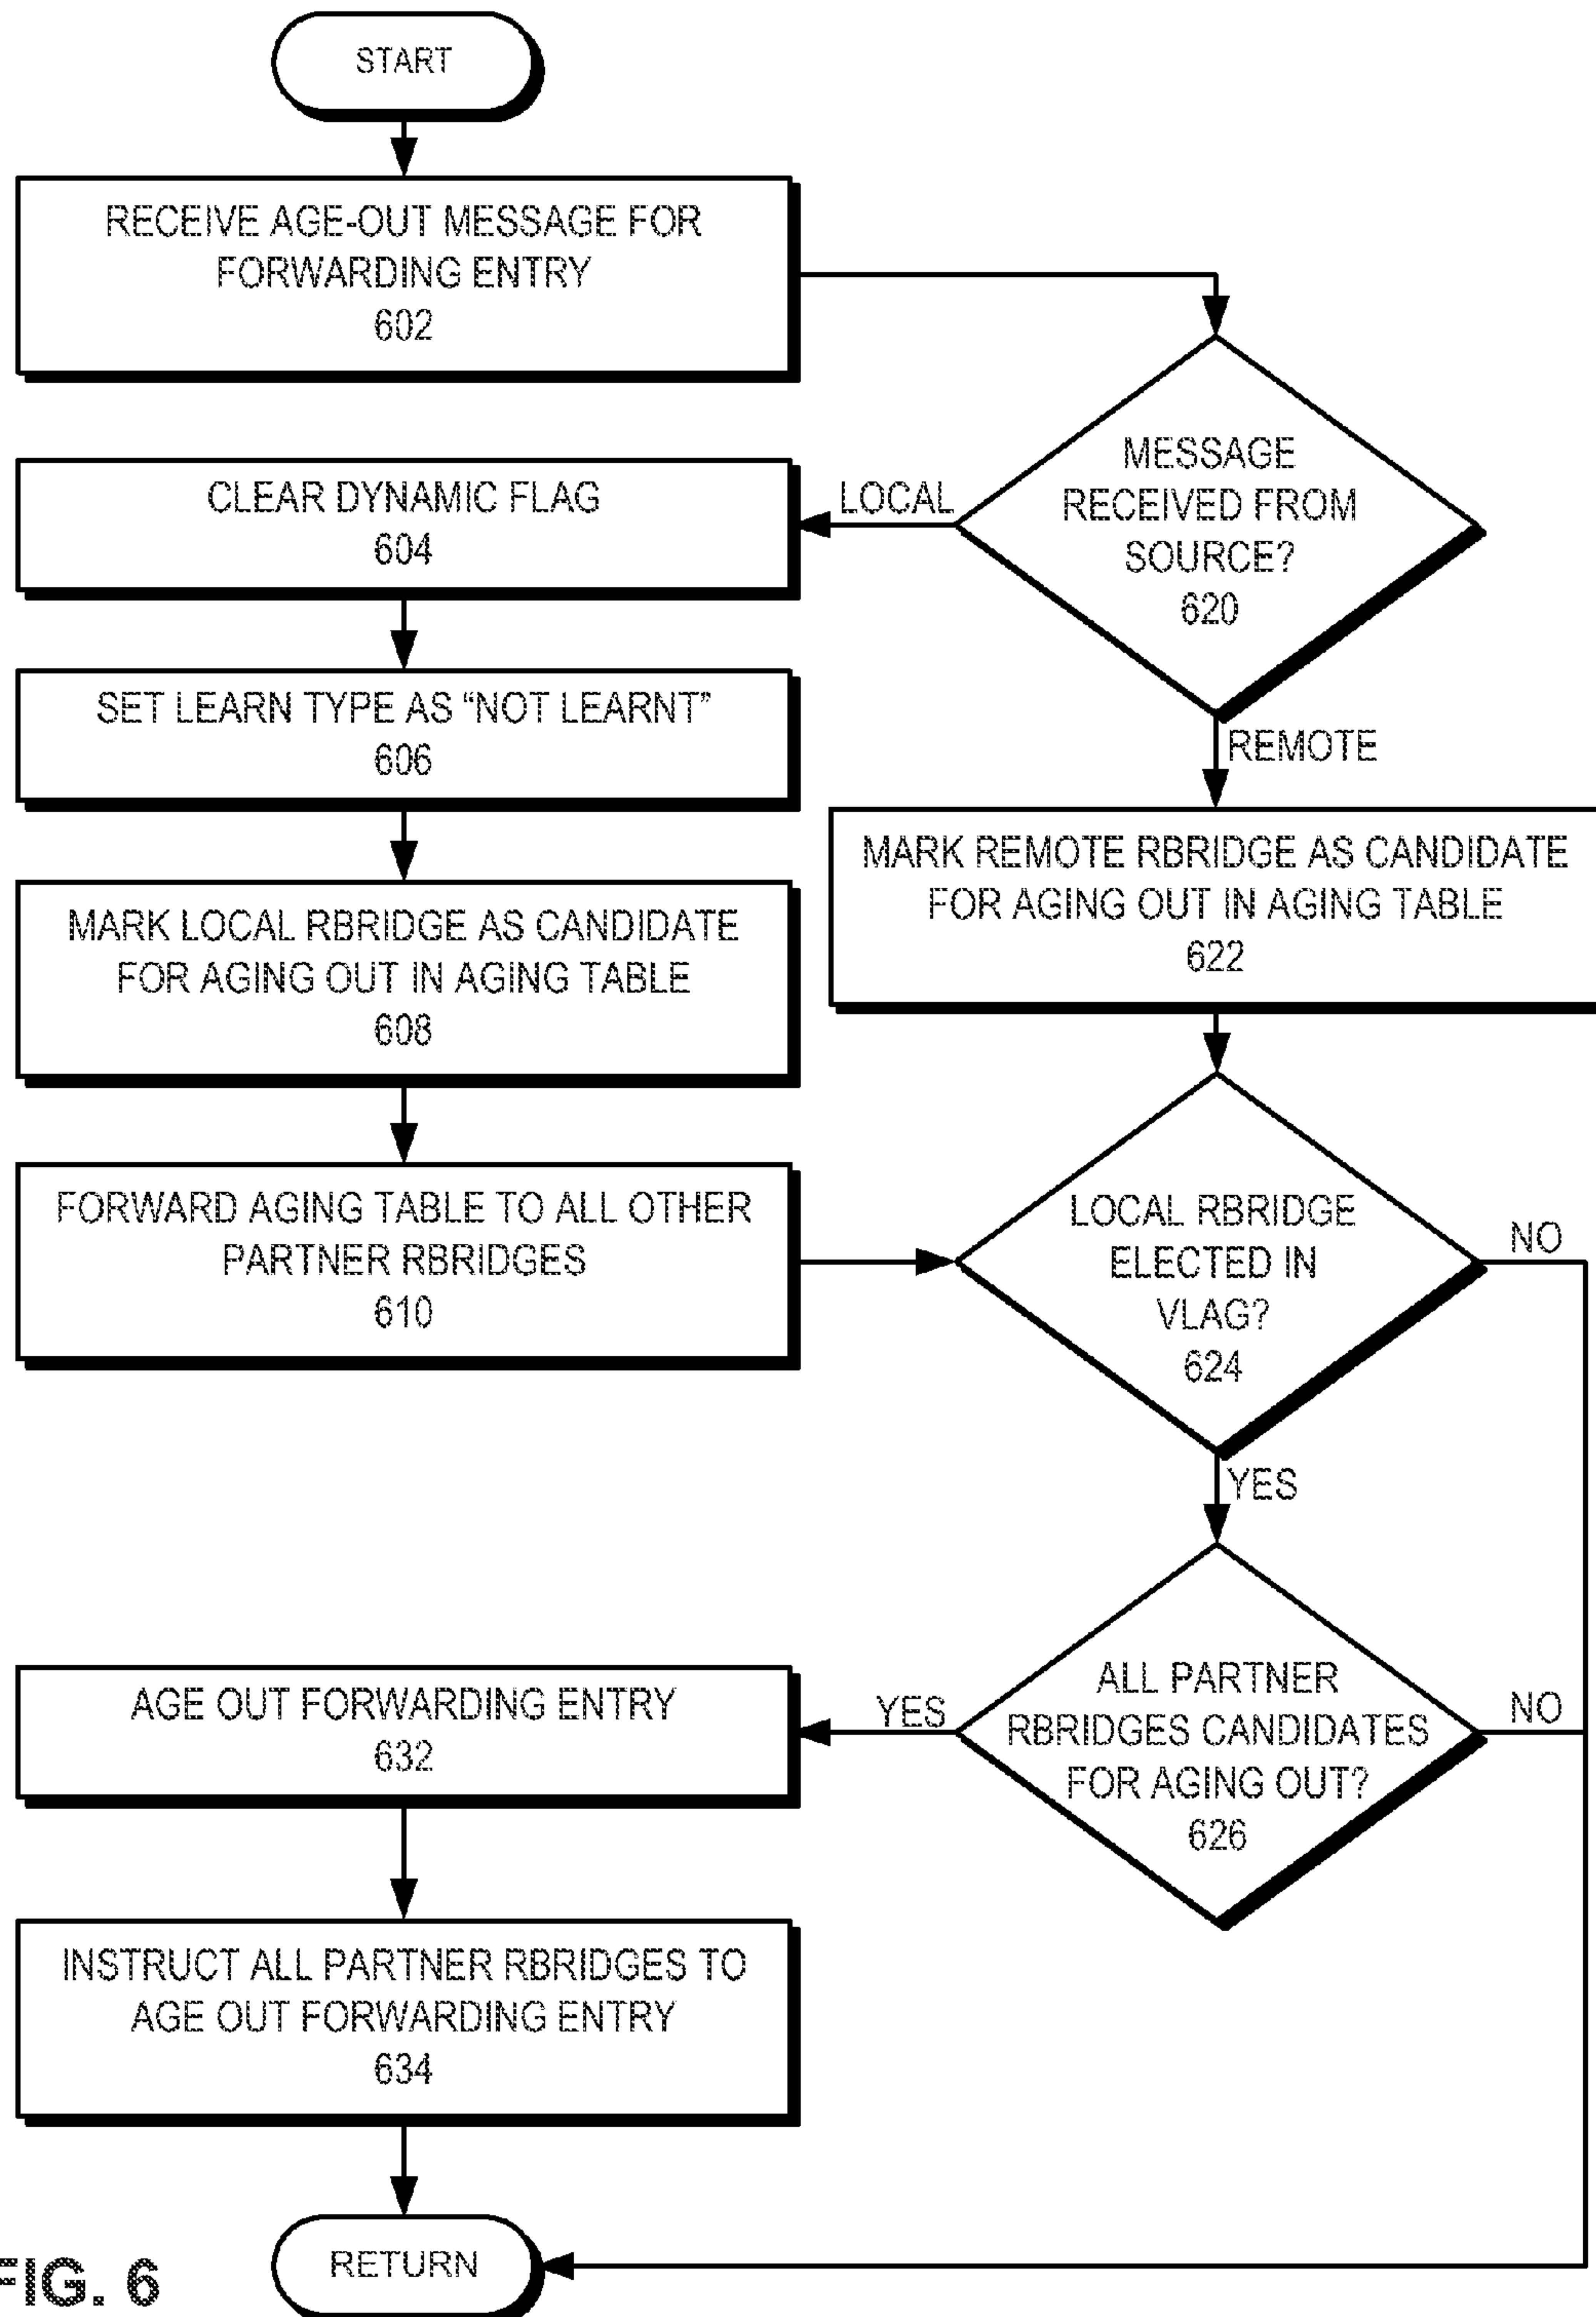 START
RECEIVE AGE-OUT MESSAGE FOR
FORWARDING ENTRY
602
MESSAGE
RECEIVED FROM
SOURCE?
620
LOCAL
CLEAR DYNAMIC FLAG
604
SET LEARN TYPE AS “NOT LEARNT”
606
REMOTE
MARK REMOTE RBRIDGE AS CANDIDATE
FOR AGING OUT IN AGING TABLE
622
MARK LOCAL RBRIDGE AS CANDIDATE
FOR AGING OUT IN AGING TABLE
608
FORWARD AGING TABLE TO ALL OTHER
PARTNER RBRIDGES
610
LOCAL RBRIDGE
ELECTED IN
VLAG?
624
NO
YES
ALL PARTNER
RBRIDGES CANDIDATES
FOR AGING OUT?
626
NO
YES
AGE OUT FORWARDING ENTRY
632
INSTRUCT ALL PARTNER RBRIDGES TO
AGE OUT FORWARDING ENTRY
634
RETURN
FIG. 6